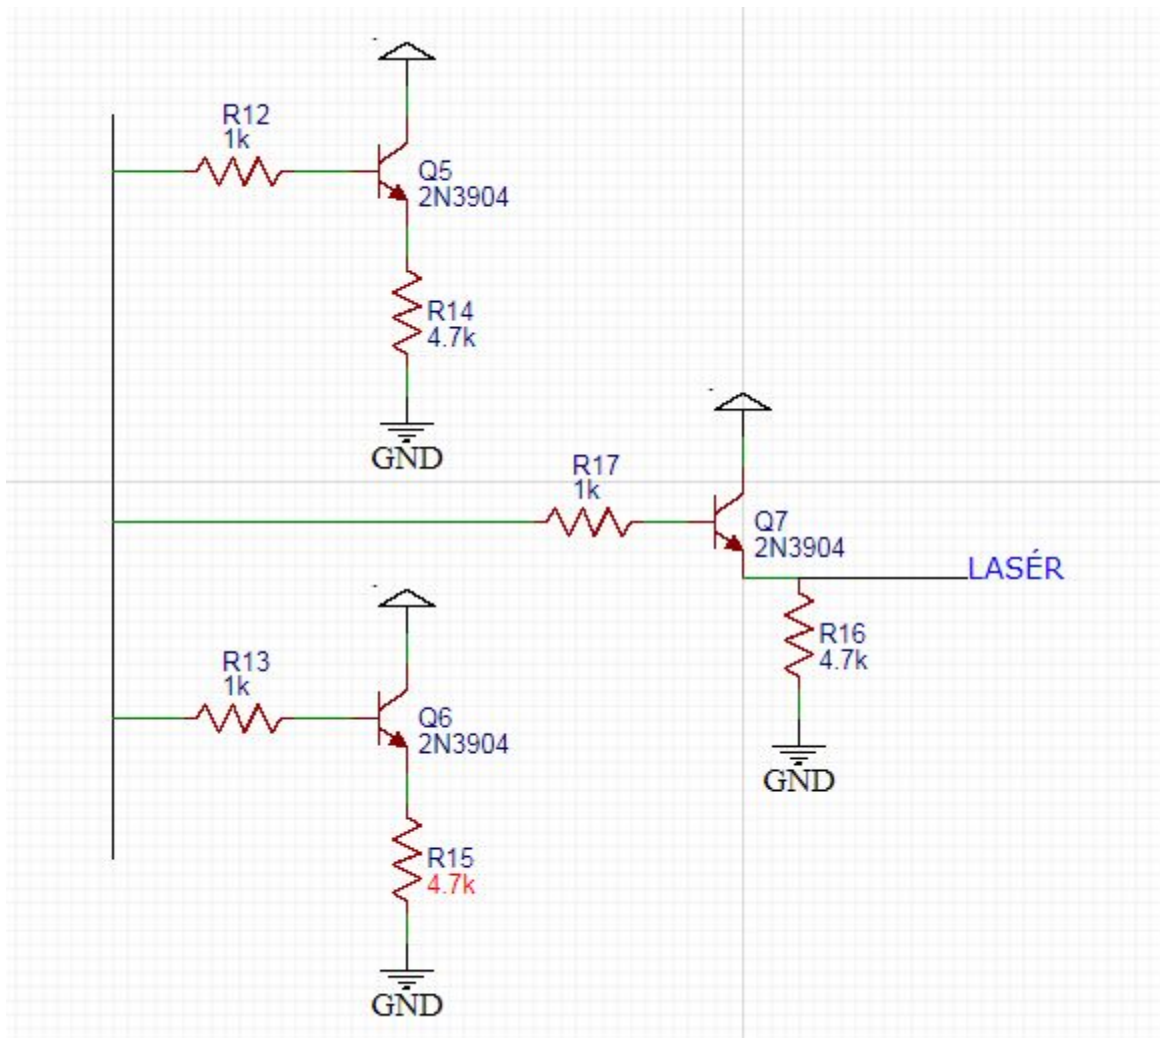 R12
1k
Q5
2N3904
R14
4.7k
GND
R17
1k
Q7
2N3904
LASÉR
R16
4.7k
GND
R13
1k
Q6
2N3904
R15
4.7k
GND